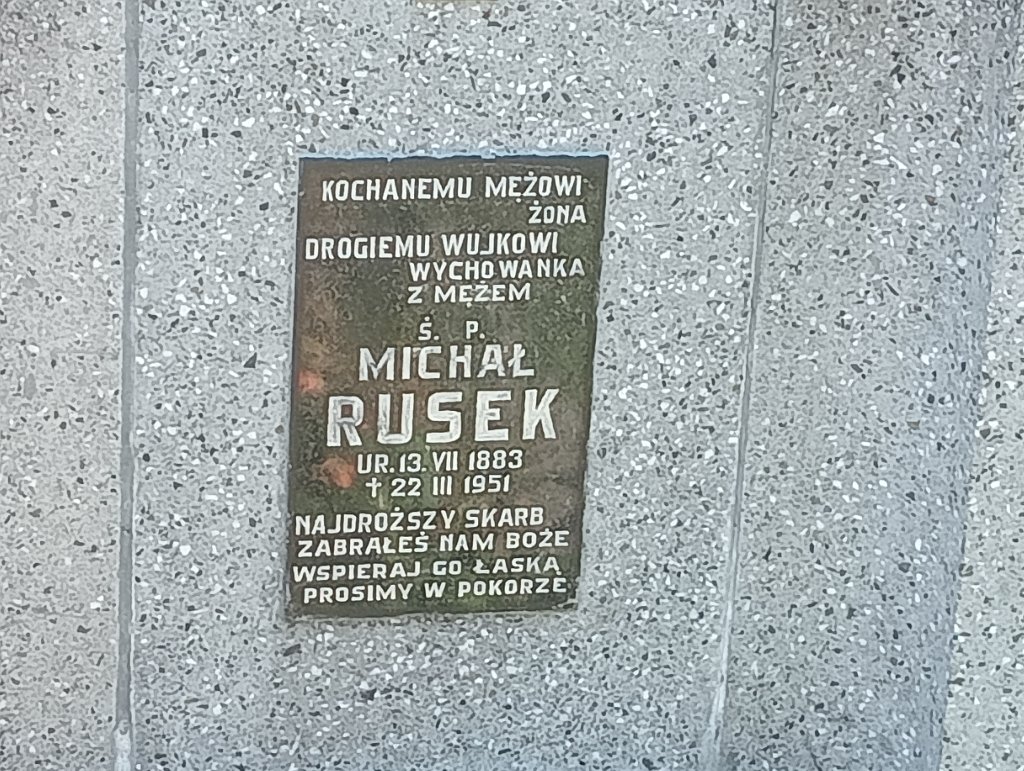 KOCHANEMU MĘŻOWI
ŻONA
DROGIEMU WUJKOWI
WYCHOWANKA
Z MĘŻEM
Ś. P.
MICHAŁ
RUSEK
UR. 13. VII 1883
† 22 III 1951
NAJDROŻSZY SKARB
ZABRAŁEŚ NAM BOŻE
WSPIERAJ GO ŁASKĄ
PROSIMY W POKORZE